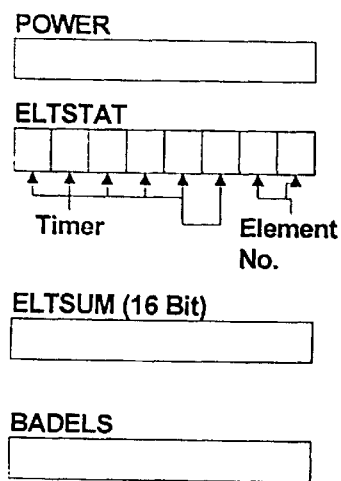 POWER
ELTSTAT
Timer
Element
No.
ELTSUM (16 Bit)
BADELS